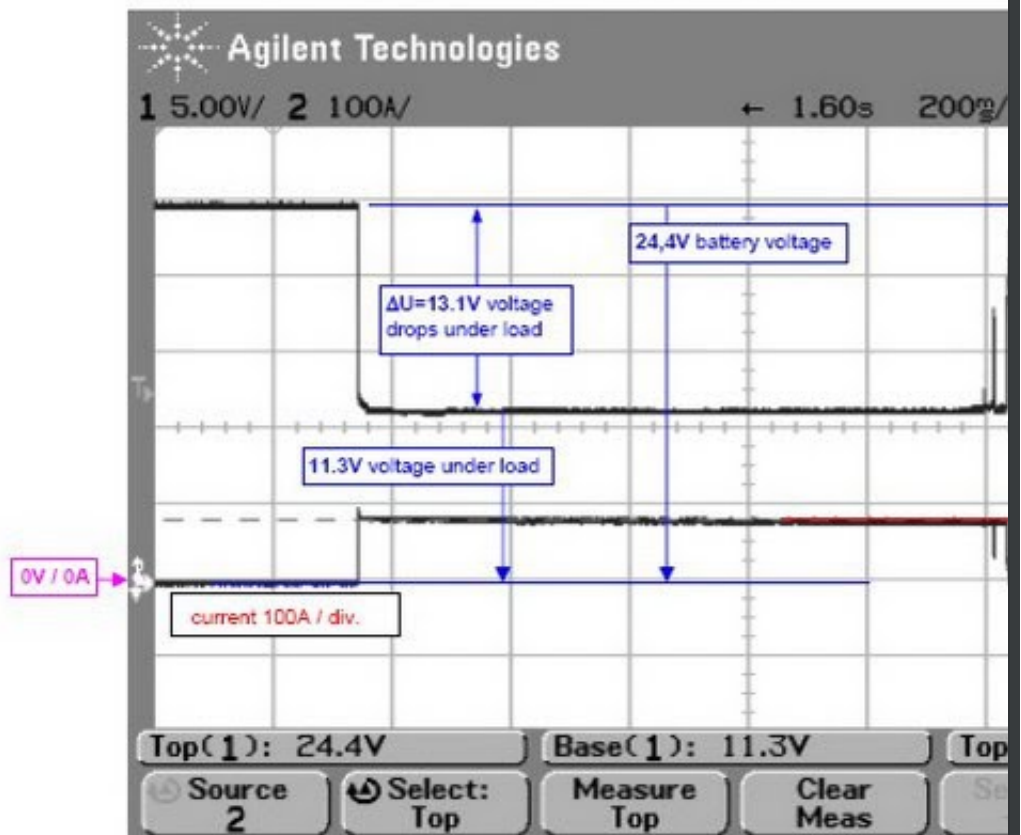 Agilent Technologies
1 5.00V/ 2 100A/ ← 1.60s 200ms/
24,4V battery voltage
ΔU=13.1V voltage
drops under load
T
11.3V voltage under load
0V / 0A
current 100A / div.
Top(1): 24.4V Base(1): 11.3V Top
Source Select: Measure Clear
2 Top Top Meas